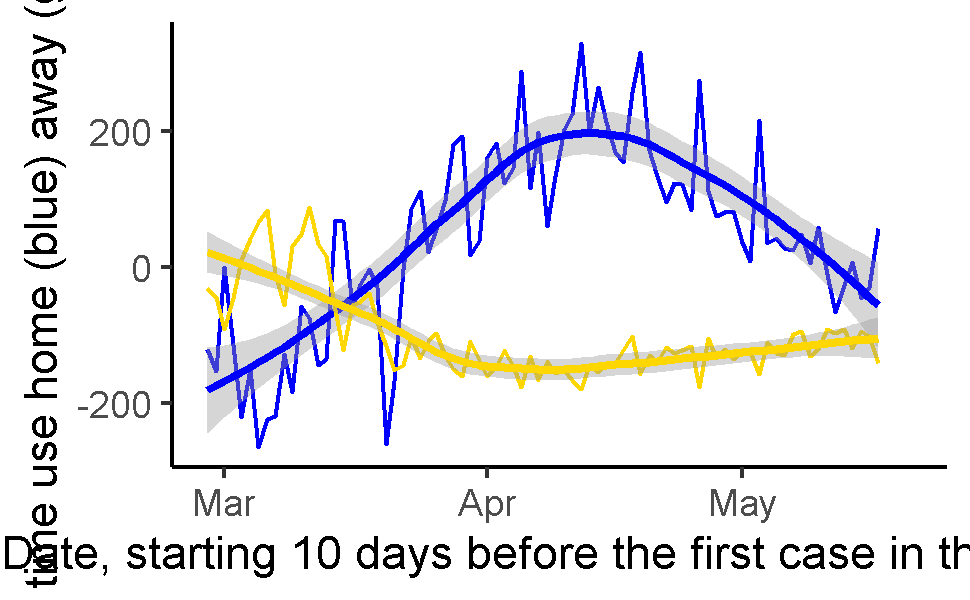 time use home (blue) away (
200
0
-200
Mar Apr May
Date, starting 10 days before the first case in th